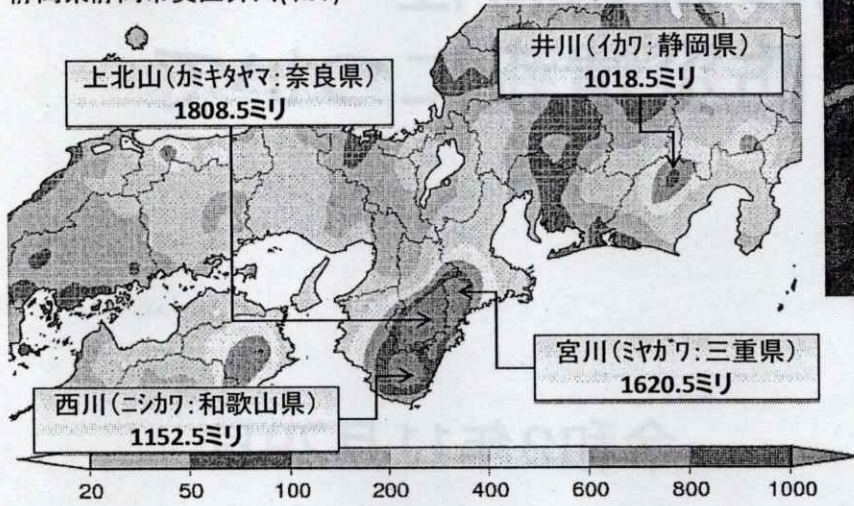 上北山(カミキタヤマ:奈良県)
1808.5ミリ
井川(イカワ:静岡県)
1018.5ミリ
宮川(ミヤガワ:三重県)
1620.5ミリ
西川(ニシカワ:和歌山県)
1152.5ミリ
20 50 100 200 400 600 800 1000